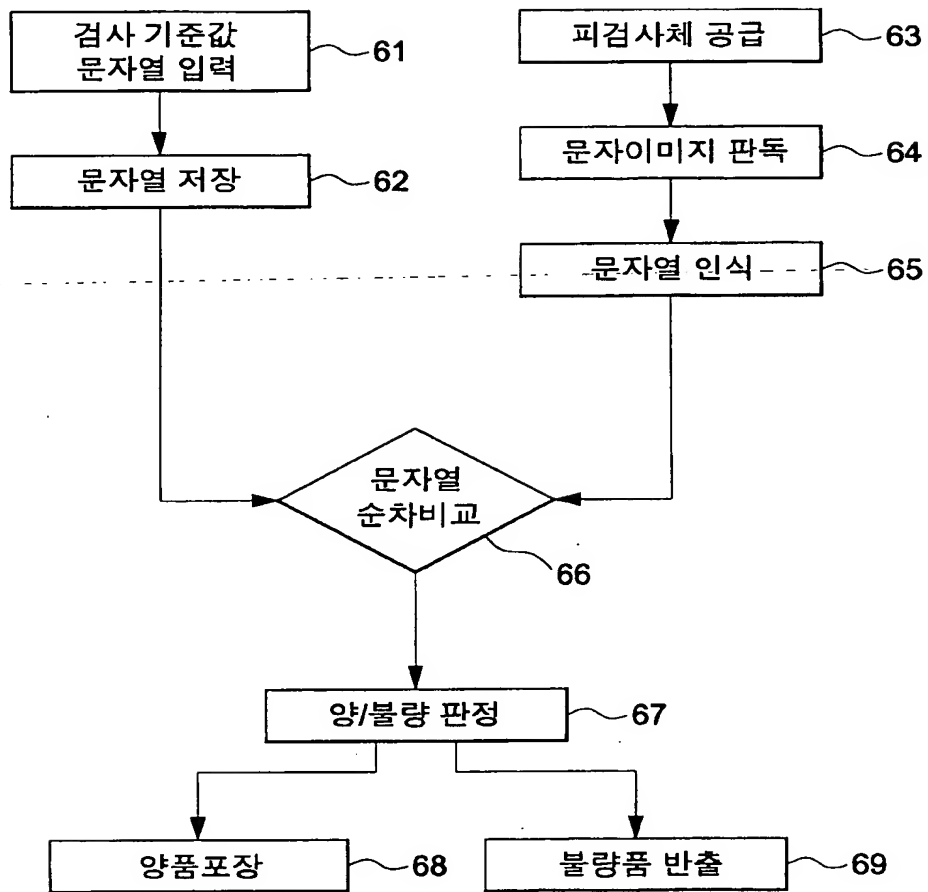 검사 기준값
문자열 입력
61
피검사체 공급
63
문자열 저장
62
문자이미지 판독
64
문자열 인식
65
문자열
순차비교
66
양/불량 판정
67
양품포장
68
불량품 반출
69